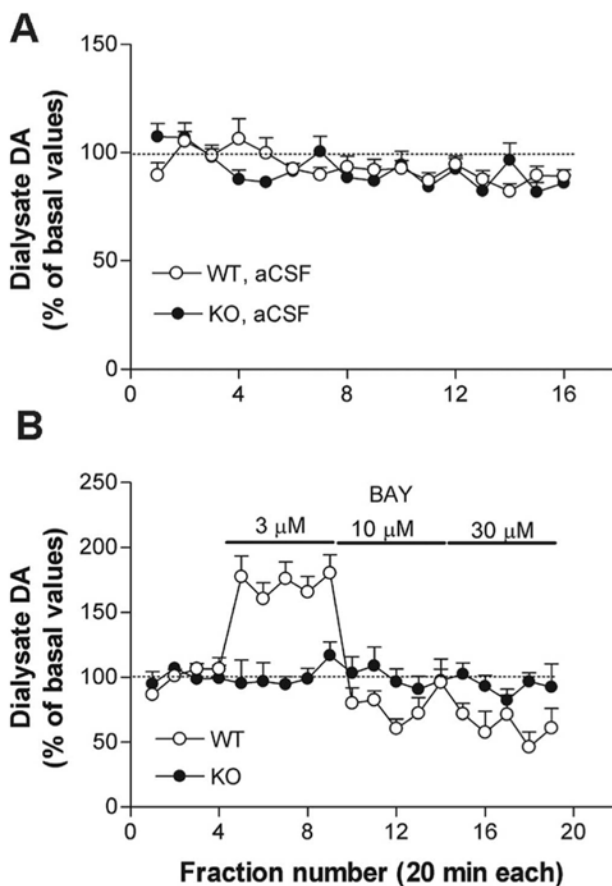 A
Dialysate DA
(% of basal values)
150
100
50
0
WT, aCSF
KO, aCSF
0 4 8 12 16
B
Dialysate DA
(% of basal values)
250
200
150
100
50
0
BAY
3 μM 10 μM 30 μM
WT
KO
0 4 8 12 16 20
Fraction number (20 min each)